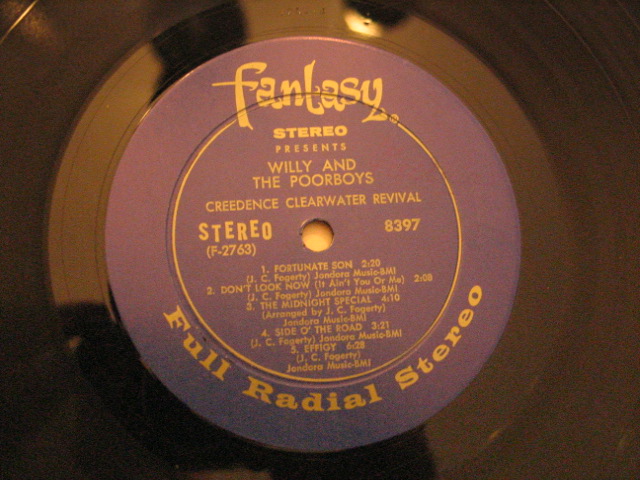 Fantasy®
STEREO
PRESENTS
WILLY AND
THE POORBOYS
CREEDENCE CLEARWATER REVIVAL
STEREO 8397
(F-2763)
1. FORTUNATE SON 2:20
(J. C. Fogerty) Jondora Music-BMI
2. DON'T LOOK NOW (It Ain't You Or Me) 2:08
(J. C. Fogerty) Jondora Music-BMI
3. THE MIDNIGHT SPECIAL 4:10
(Arranged by J. C. Fogerty)
Jondora Music-BMI
4. SIDE O' THE ROAD 3:21
(J. C. Fogerty) Jondora Music-BMI
5. EFFIGY 6:28
(J. C. Fogerty)
Jondora Music-BMI
Full Radial Stereo